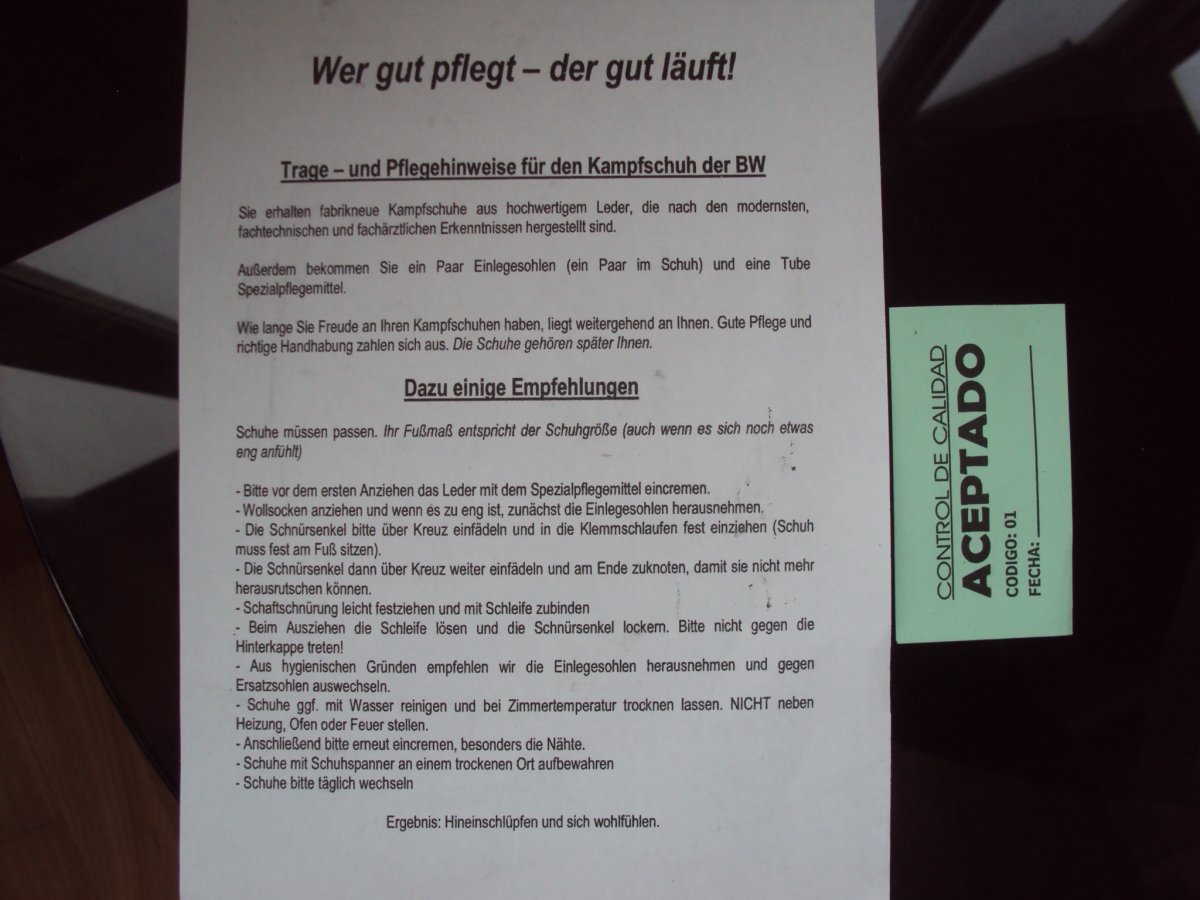 Wer gut pflegt – der gut läuft!
Trage – und Pflegehinweise für den Kampfschuh der BW
Sie erhalten fabrikneue Kampfschuhe aus hochwertigem Leder, die nach den modernsten,
fachtechnischen und fachärztlichen Erkenntnissen hergestellt sind.
Außerdem bekommen Sie ein Paar Einlegesohlen (ein Paar im Schuh) und eine Tube
Spezialpflegemittel.
Wie lange Sie Freude an Ihren Kampfschuhen haben, liegt weitergehend an Ihnen. Gute Pflege und
richtige Handhabung zahlen sich aus. Die Schuhe gehören später Ihnen.
Dazu einige Empfehlungen
Schuhe müssen passen. Ihr Fußmaß entspricht der Schuhgröße (auch wenn es sich noch etwas
eng anfühlt)
- Bitte vor dem ersten Anziehen das Leder mit dem Spezialpflegemittel eincremen.
- Wollsocken anziehen und wenn es zu eng ist, zunächst die Einlegesohlen herausnehmen.
- Die Schnürsenkel bitte über Kreuz einfädeln und in die Klemmschlaufen fest einziehen (Schuh
muss fest am Fuß sitzen).
- Die Schnürsenkel dann über Kreuz weiter einfädeln und am Ende zuknoten, damit sie nicht mehr
herausrutschen können.
- Schaftschnürung leicht festziehen und mit Schleife zubinden
- Beim Ausziehen die Schleife lösen und die Schnürsenkel lockern. Bitte nicht gegen die
Hinterkappe treten!
- Aus hygienischen Gründen empfehlen wir die Einlegesohlen herausnehmen und gegen
Ersatzsohlen auswechseln.
- Schuhe ggf. mit Wasser reinigen und bei Zimmertemperatur trocknen lassen. NICHT neben
Heizung, Ofen oder Feuer stellen.
- Anschließend bitte erneut eincremen, besonders die Nähte.
- Schuhe mit Schuhspanner an einem trockenen Ort aufbewahren
- Schuhe bitte täglich wechseln
Ergebnis: Hineinschlüpfen und sich wohlfühlen.
CONTROL DE CALIDAD
ACEPTADO
CODIGO: 01
FECHA: